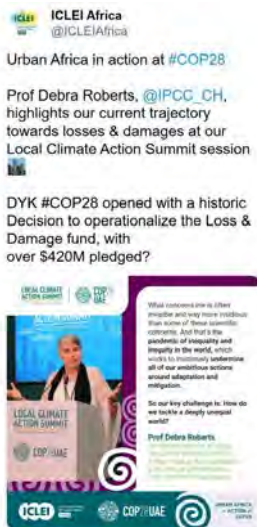 ICLEI Africa
@ICLEIAfrica
Urban Africa in action at #COP28
Prof Debra Roberts, @IPCC_CH,
highlights our current trajectory
towards losses & damages at our
Local Climate Action Summit session
DYK #COP28 opened with a historic
Decision to operationalize the Loss &
Damage fund, with
over $420M pledged?
LOCAL CLIMATE
ACTION SUMMIT
COP28
UAE
What concerns me is often
invisible and way more insidious
than some of these scientific
concerns. And that's the
pandemic of inequality and
inequity in the world, which
works to insidiously undermine
all of our ambitious actions
around adaptation and
mitigation.
So our key challenge is: How do
we tackle a deeply unequal
world?
Prof Debra Roberts
LOCAL CLIMATE
ACTION SUMMIT
COP28UAE
ICLEI
COP28UAE
URBAN AFRICA
in ACTION at
COP28